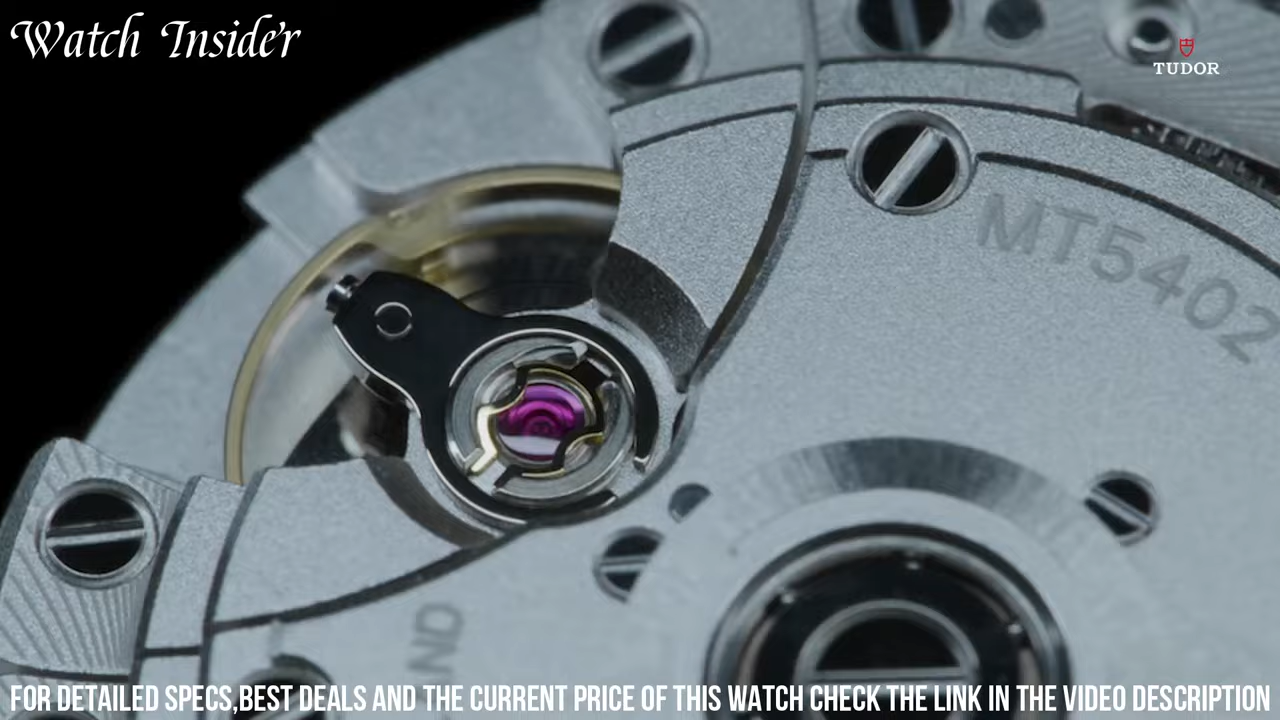 Watch Insider
TUDOR
MT5402
FOR DETAILED SPECS,BEST DEALS AND THE CURRENT PRICE OF THIS WATCH CHECK THE LINK IN THE VIDEO DESCRIPTION